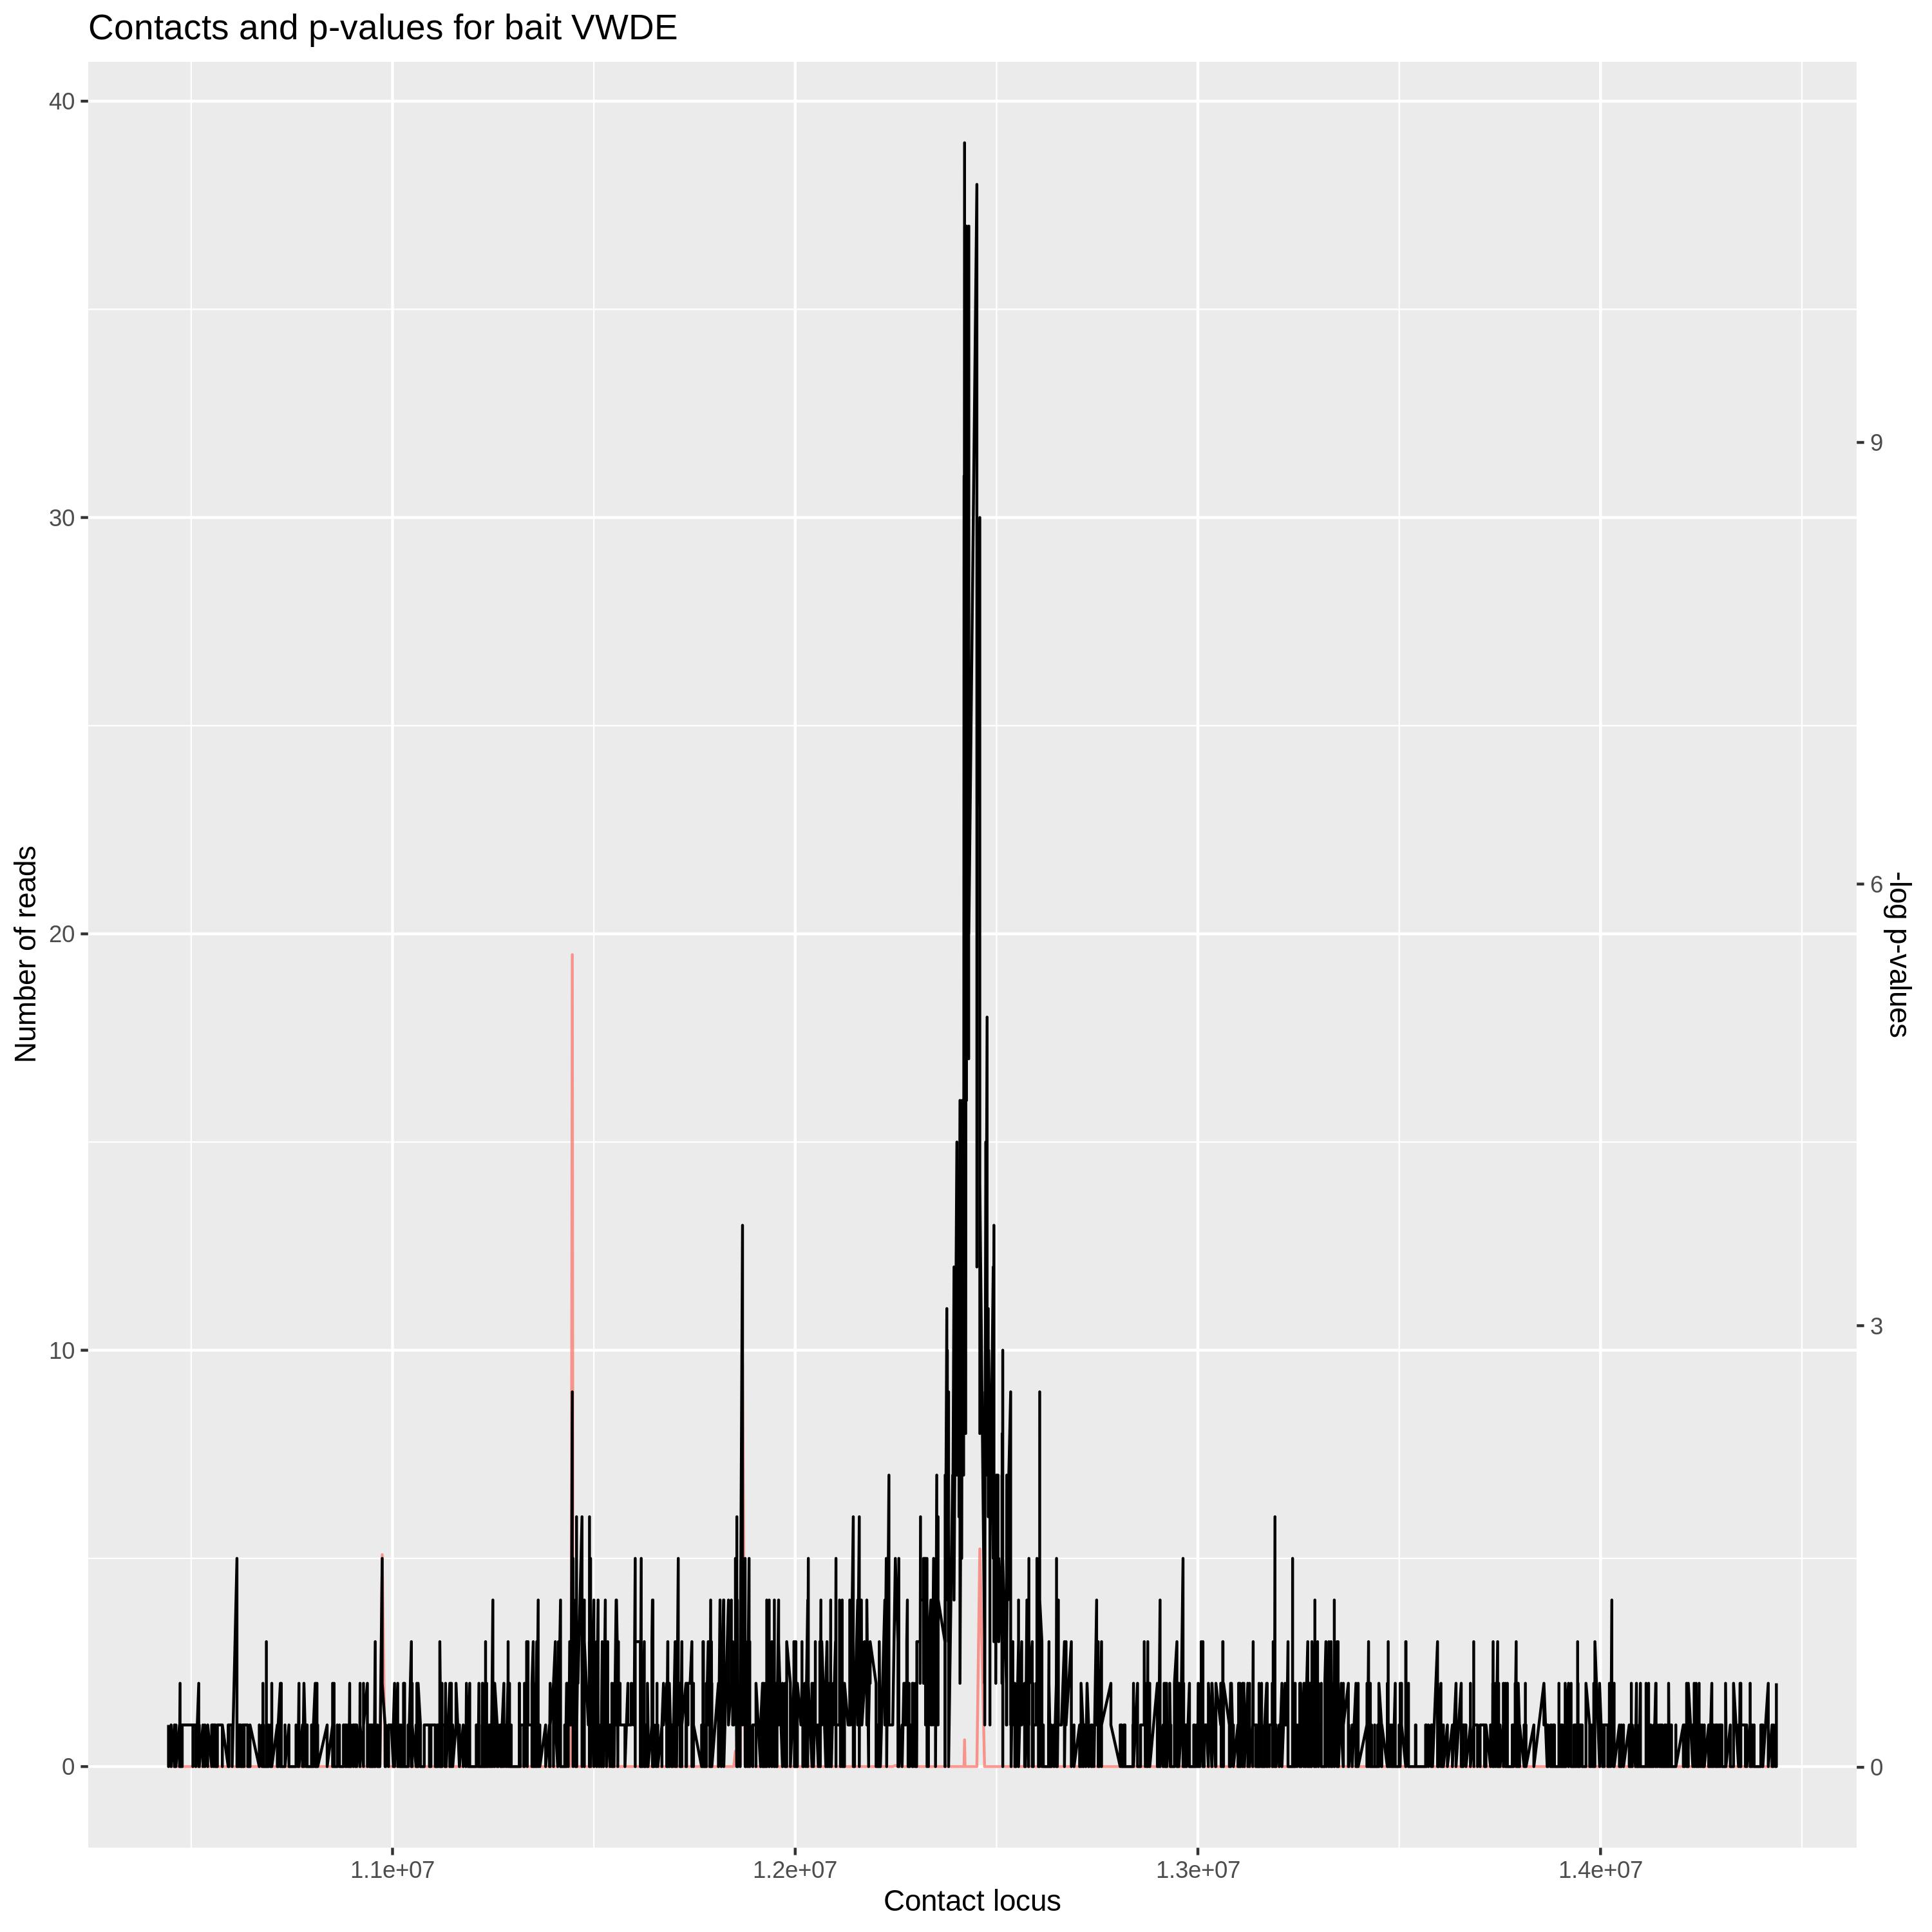 Contacts and p-values for bait VWDE
40
30
20
10
0
Number of reads
9
6
3
0
-log p-values
1.1e+07
1.2e+07
1.3e+07
1.4e+07
Contact locus